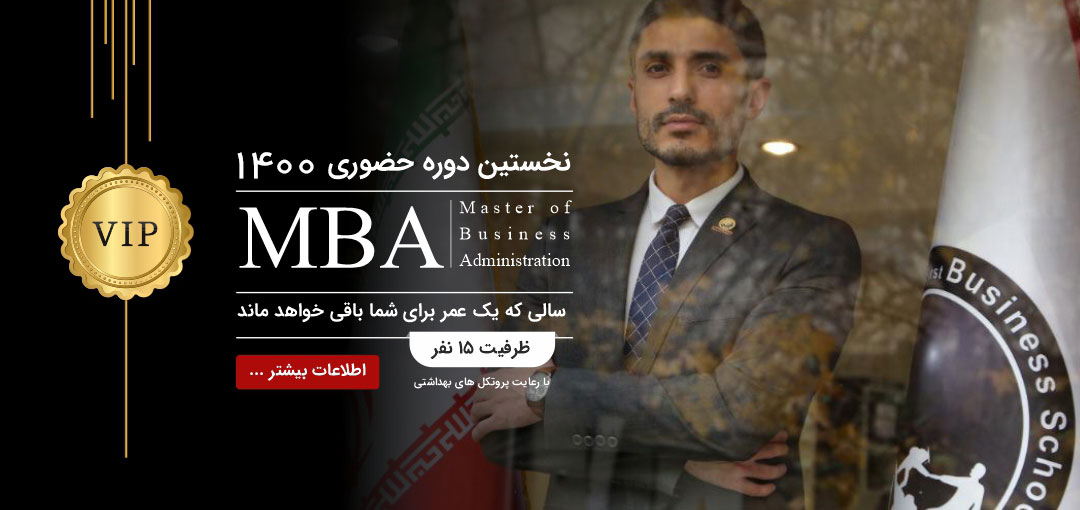 VIP
نخستین دوره حضوری ۱۴۰۰
MBA
Master of
Business
Administration
سالی که یک عمر برای شما باقی خواهد ماند
ظرفیت ۱۵ نفر
اطلاعات بیشتر ...
با رعایت پروتکل های بهداشتی
Business School